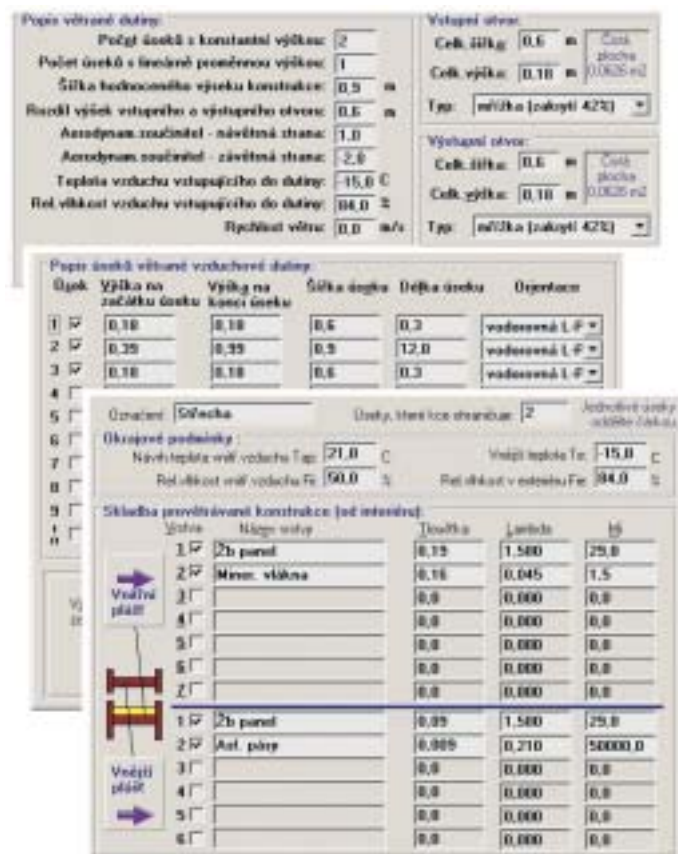 Popis větrané dutiny:
Počet úseků s konstantní výškou: 2
Počet úseků s lineárně proměnnou výškou: 1
Šířka hodnoceného výseku konstrukce: 0,9 m
Rozdíl výšek vstupního a výstupního otvoru: 0,6 m
Aerodynam. součinitel - návětrná strana: 1,0
Aerodynam. součinitel - závětrná strana: -2,0
Teplota vzduchu vstupujícího do dutiny: -15,0 C
Rel. vlhkost vzduchu vstupujícího do dutiny: 84,0 %
Rychlost větru: 0,0 m/s
Vstupní otvor:
Celk. šířka: 0,6 m
Celk. výška: 0,18 m
Čistá plocha 0.0626 m2
Typ: mřížka (zakrytí 42%)
Výstupní otvor:
Celk. šířka: 0,6 m
Celk. výška: 0,18 m
Čistá plocha 0.0626 m2
Typ: mřížka (zakrytí 42%)
Popis úseků větrané vzduchové dutiny:
Úsek Výška na začátku úseku Výška na konci úseku Šířka úseku Délka úseku Orientace
1 0,18 0,18 0,6 0,3 vodorovná L-P
2 0,39 0,99 0,9 12,0 vodorovná L-P
3 0,18 0,18 0,6 0,3 vodorovná L-P
4
5
6
7
8
9
Označení: Střecha
Úseky, které kce ohraničuje: 2
Jednotlivé úseky oddělte čárkou
Okrajové podmínky :
Návrh. teplota vnitř. vzduchu Tap: 21,0 C
Vnější teplota Te: -15,0 C
Rel. vlhkost vnitř. vzduchu Fi: 50,0 %
Rel. vlhkost v exteriéru Fie: 84,0 %
Skladba provětrávané konstrukce (od interiéru):
Vrstva Název vrstvy Tloušťka Lambda Mi
Vnitřní plášť
1 Žb panel 0,19 1,580 29,0
2 Miner. vlákna 0,16 0,045 1,5
3 0,0 0,000 0,0
4 0,0 0,000 0,0
5 0,0 0,000 0,0
6 0,0 0,000 0,0
7 0,0 0,000 0,0
Vnější plášť
1 Žb panel 0,09 1,580 29,0
2 Asf. pásy 0,009 0,210 50000,0
3 0,0 0,000 0,0
4 0,0 0,000 0,0
5 0,0 0,000 0,0
6 0,0 0,000 0,0